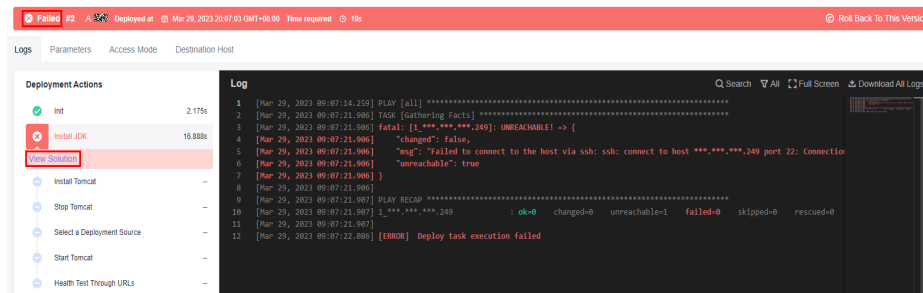 Failed #2 Deployed at Mar 29, 2023 20:07:03 GMT+08:00 Time required 19s Roll Back To This Versio
Logs Parameters Access Mode Destination Host
Deployment Actions
Init 2.175s
Install JDK 16.888s
View Solution
Install Tomcat --
Stop Tomcat --
Select a Deployment Source --
Start Tomcat --
Health Test Through URLs --
Log Search All Full Screen Download All Logs
1 [Mar 29, 2023 09:07:14.259] PLAY [all] **********************************************************************
2 [Mar 29, 2023 09:07:21.906] TASK [Gathering Facts] **********************************************************
3 [Mar 29, 2023 09:07:21.906] fatal: [1_***.***.***.249]: UNREACHABLE! => {
4 [Mar 29, 2023 09:07:21.906] "changed": false,
5 [Mar 29, 2023 09:07:21.906] "msg": "Failed to connect to the host via ssh: ssh: connect to host ***.***.***.249 port 22: Connection
6 [Mar 29, 2023 09:07:21.906] "unreachable": true
7 [Mar 29, 2023 09:07:21.906] }
8 [Mar 29, 2023 09:07:21.906]
9 [Mar 29, 2023 09:07:21.907] PLAY RECAP **********************************************************************
10 [Mar 29, 2023 09:07:21.907] 1_***.***.***.249 : ok=0 changed=0 unreachable=1 failed=0 skipped=0 rescued=0
11 [Mar 29, 2023 09:07:21.907]
12 [Mar 29, 2023 09:07:22.086] [ERROR] Deploy task execution failed